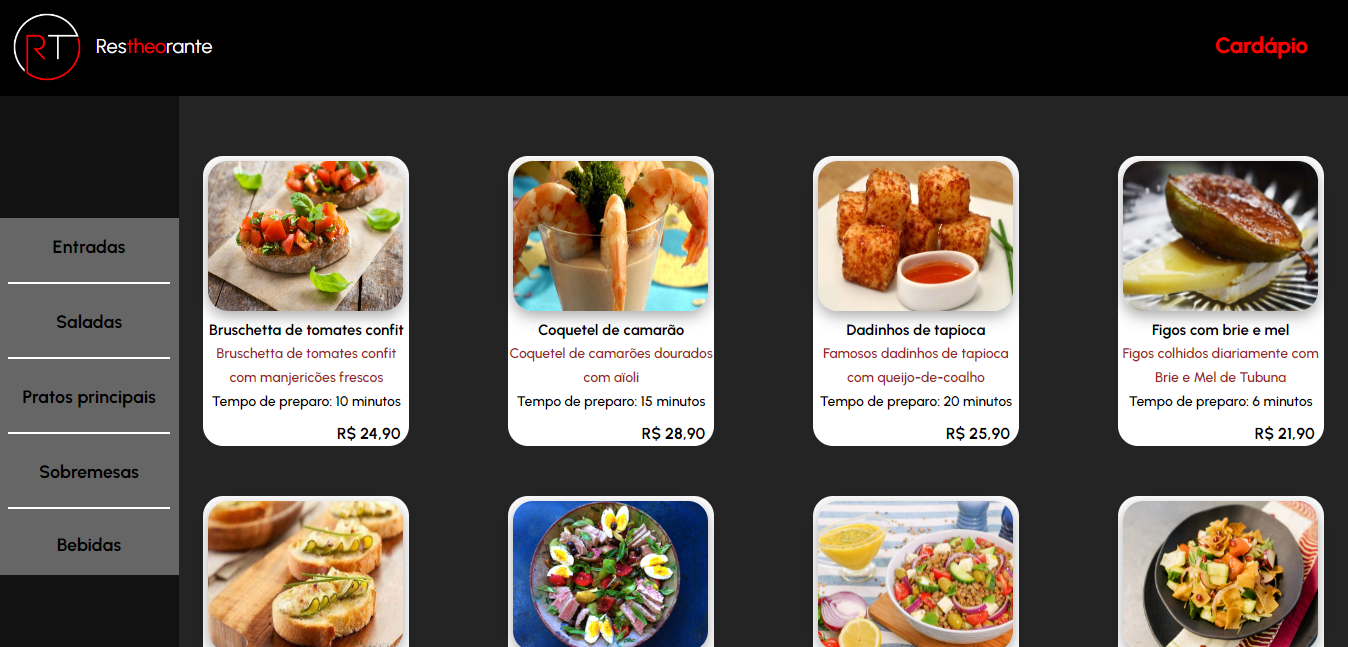 RT
Restheorante
Cardápio
Entradas
Saladas
Pratos principais
Sobremesas
Bebidas
Bruschetta de tomates confit
Bruschetta de tomates confit
com manjericões frescos
Tempo de preparo: 10 minutos
R$ 24,90
Coquetel de camarão
Coquetel de camarões dourados
com aïoli
Tempo de preparo: 15 minutos
R$ 28,90
Dadinhos de tapioca
Famosos dadinhos de tapioca
com queijo-de-coalho
Tempo de preparo: 20 minutos
R$ 25,90
Figos com brie e mel
Figos colhidos diariamente com
Brie e Mel de Tubuna
Tempo de preparo: 6 minutos
R$ 21,90